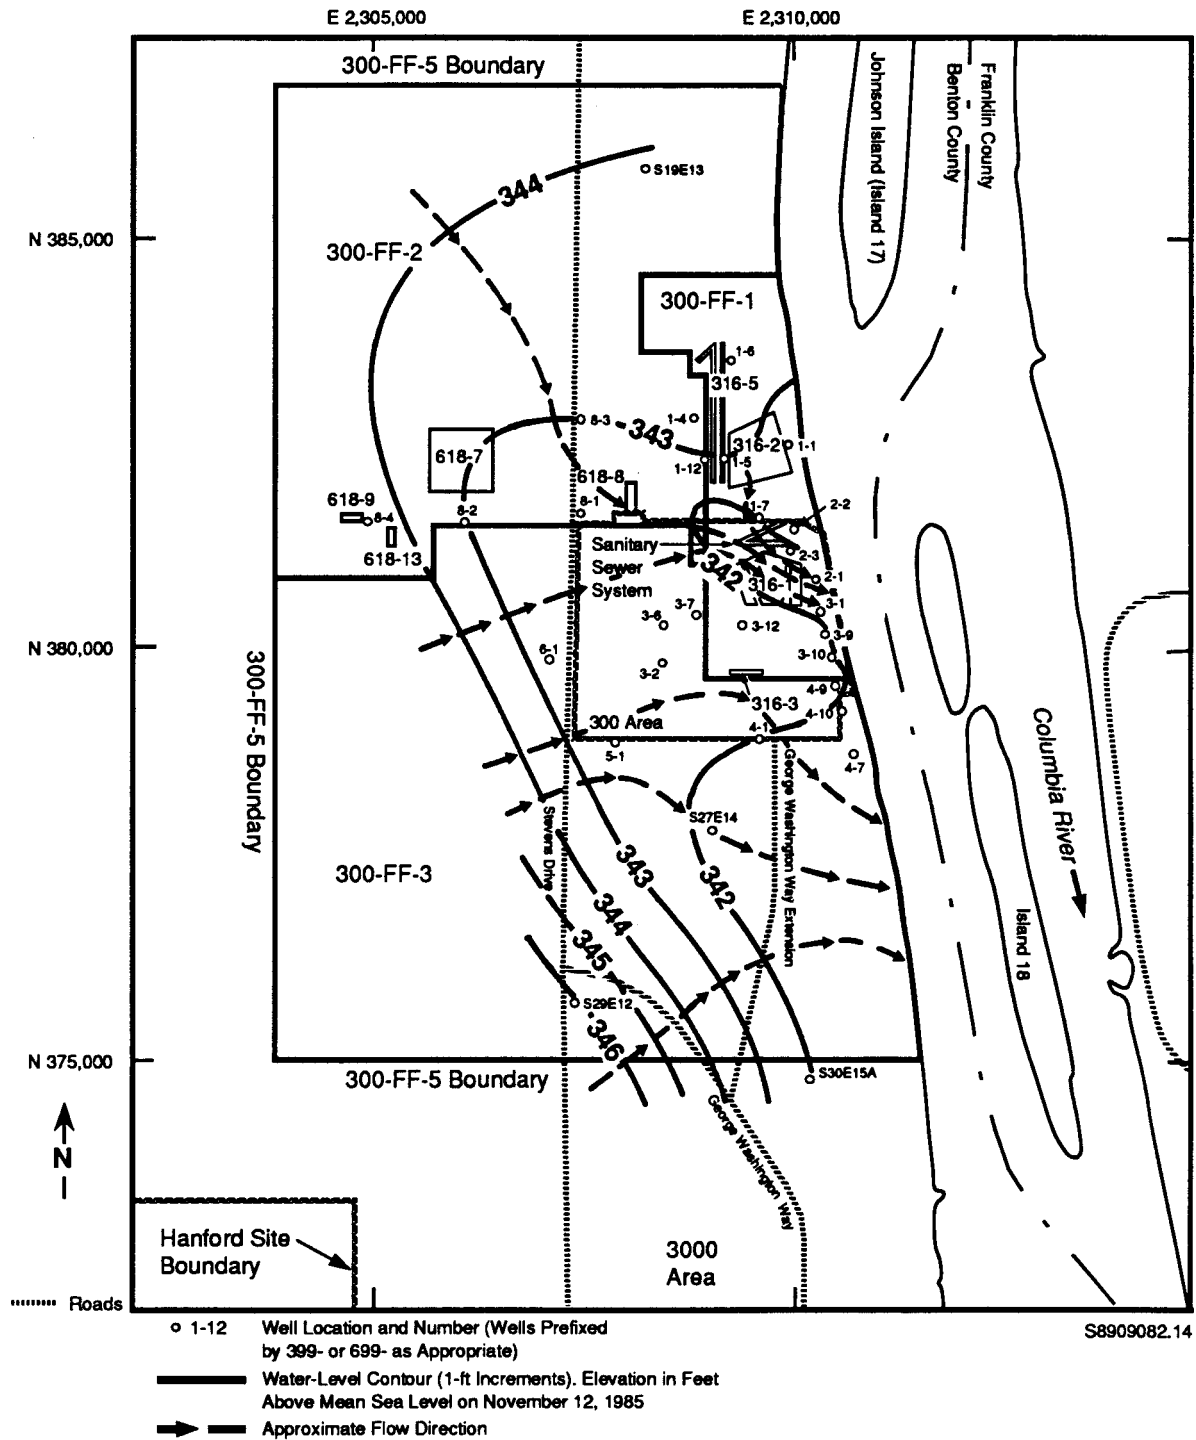 E 2,305,000
E 2,310,000
300-FF-5 Boundary
Johnson Island (Island 17)
Benton County
Franklin County
344
S19E13
N 385,000
300-FF-2
300-FF-1
1-6
316-5
8-3
343
1-4
316-2
1-1
618-7
1-12
1-5
618-8
618-9
8-4
8-2
8-1
1-7
2-2
618-13
Sanitary
Sewer
System
342
2-3
316-1
2-1
3-1
3-7
3-6
3-12
3-9
N 380,000
6-1
3-10
3-2
4-9
316-3
4-10
300 Area
4-1
5-1
4-7
300-FF-5 Boundary
Stevens Drive
S27E14
George Washington Way Extension
Columbia River
300-FF-3
343
342
344
345
Island 18
S29E12
346
N 375,000
300-FF-5 Boundary
S30E15A
George Washington Way
N
Hanford Site
Boundary
3000
Area
Roads
S8909082.14
1-12 Well Location and Number (Wells Prefixed
by 399- or 699- as Appropriate)
Water-Level Contour (1-ft Increments). Elevation in Feet
Above Mean Sea Level on November 12, 1985
Approximate Flow Direction